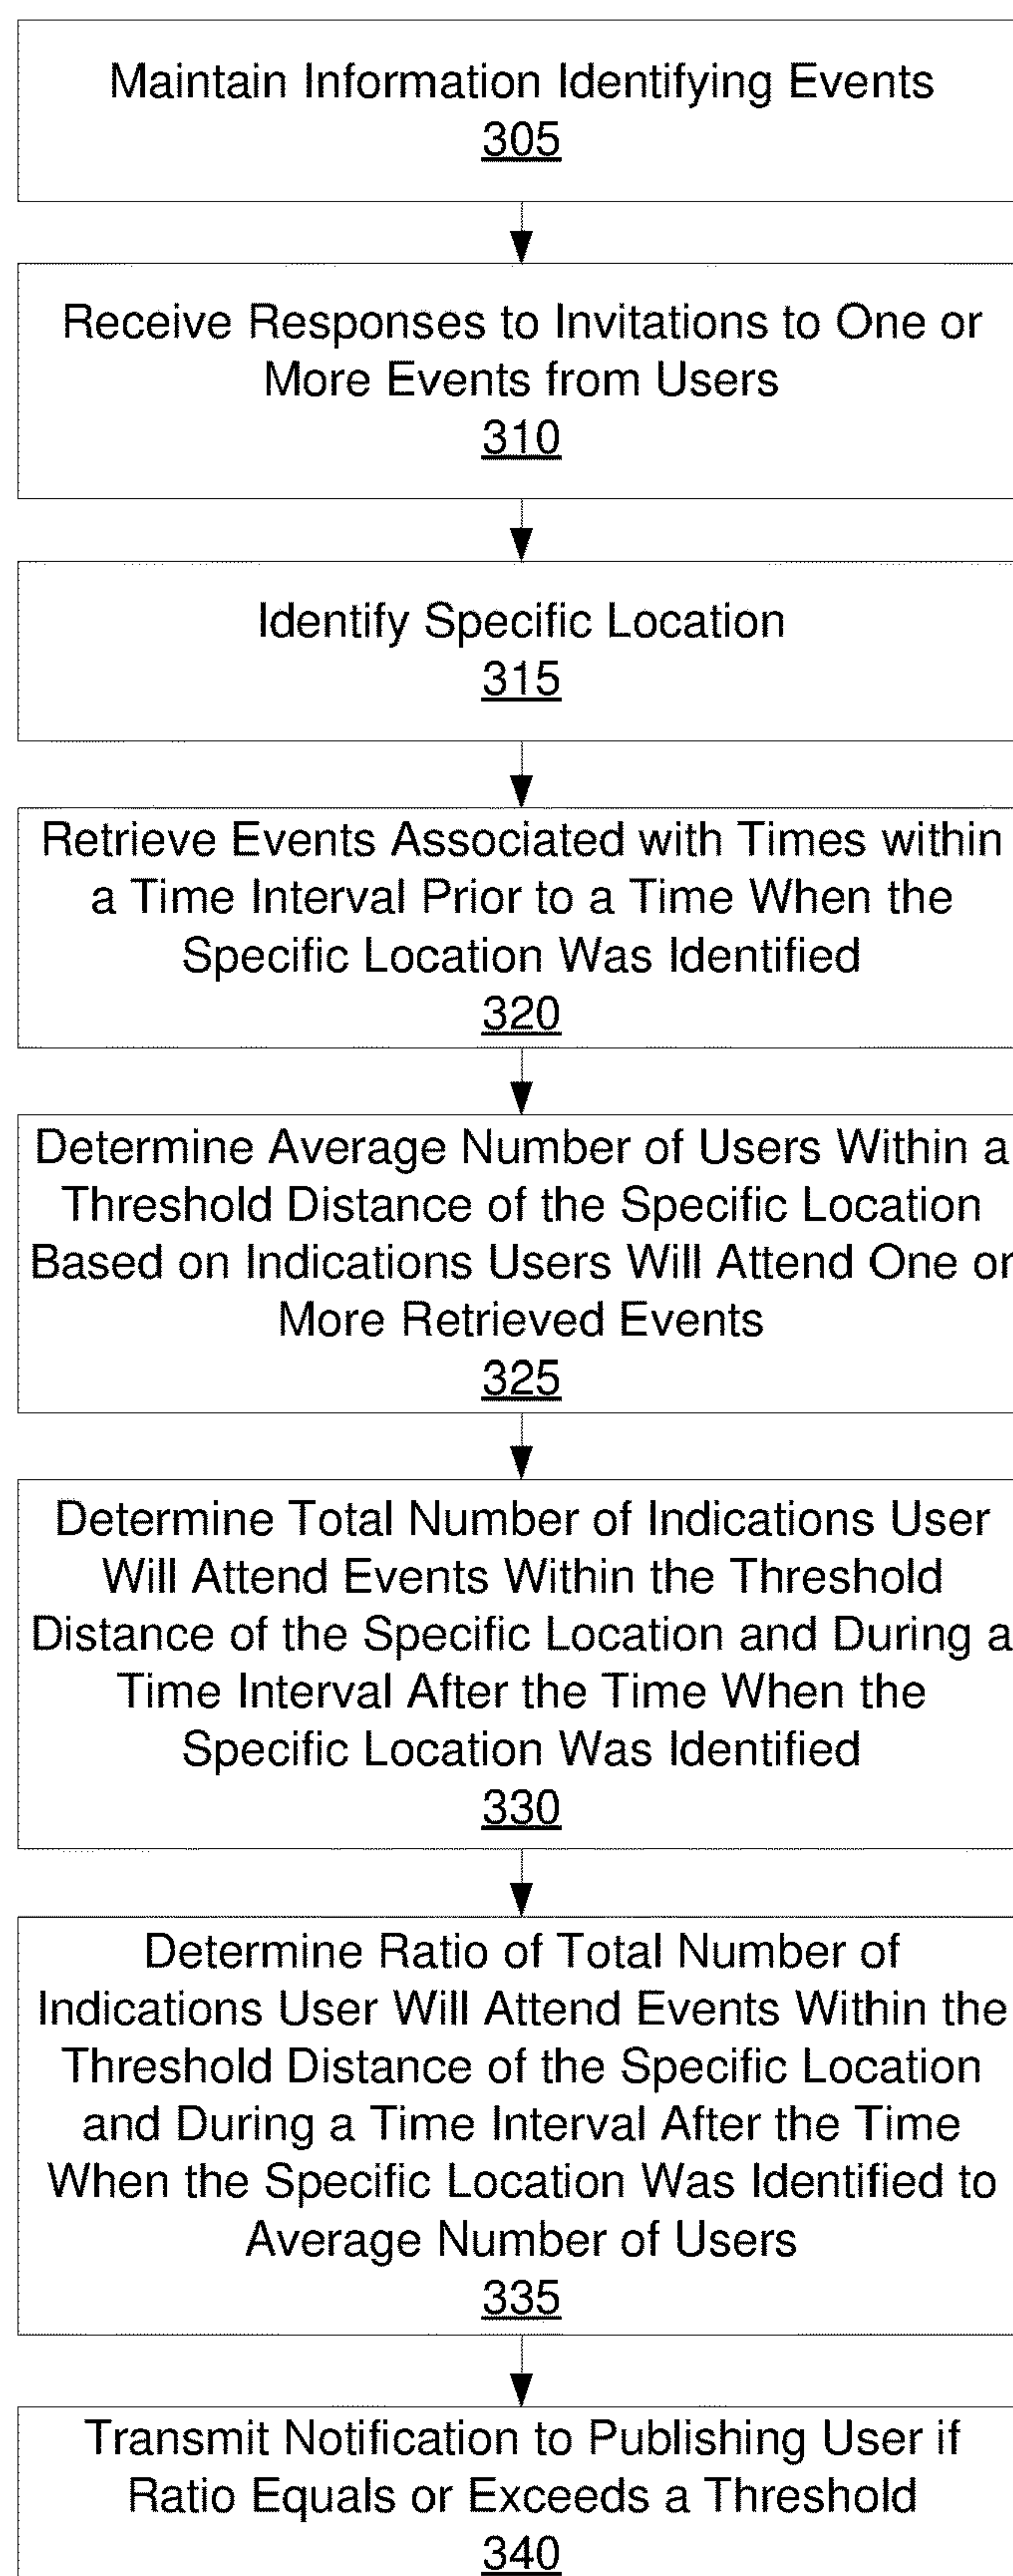 Maintain Information Identifying Events
305
Receive Responses to Invitations to One or
More Events from Users
310
Identify Specific Location
315
Retrieve Events Associated with Times within
a Time Interval Prior to a Time When the
Specific Location Was Identified
320
Determine Average Number of Users Within a
Threshold Distance of the Specific Location
Based on Indications Users Will Attend One or
More Retrieved Events
325
Determine Total Number of Indications User
Will Attend Events Within the Threshold
Distance of the Specific Location and During a
Time Interval After the Time When the
Specific Location Was Identified
330
Determine Ratio of Total Number of
Indications User Will Attend Events Within the
Threshold Distance of the Specific Location
and During a Time Interval After the Time
When the Specific Location Was Identified to
Average Number of Users
335
Transmit Notification to Publishing User if
Ratio Equals or Exceeds a Threshold
340